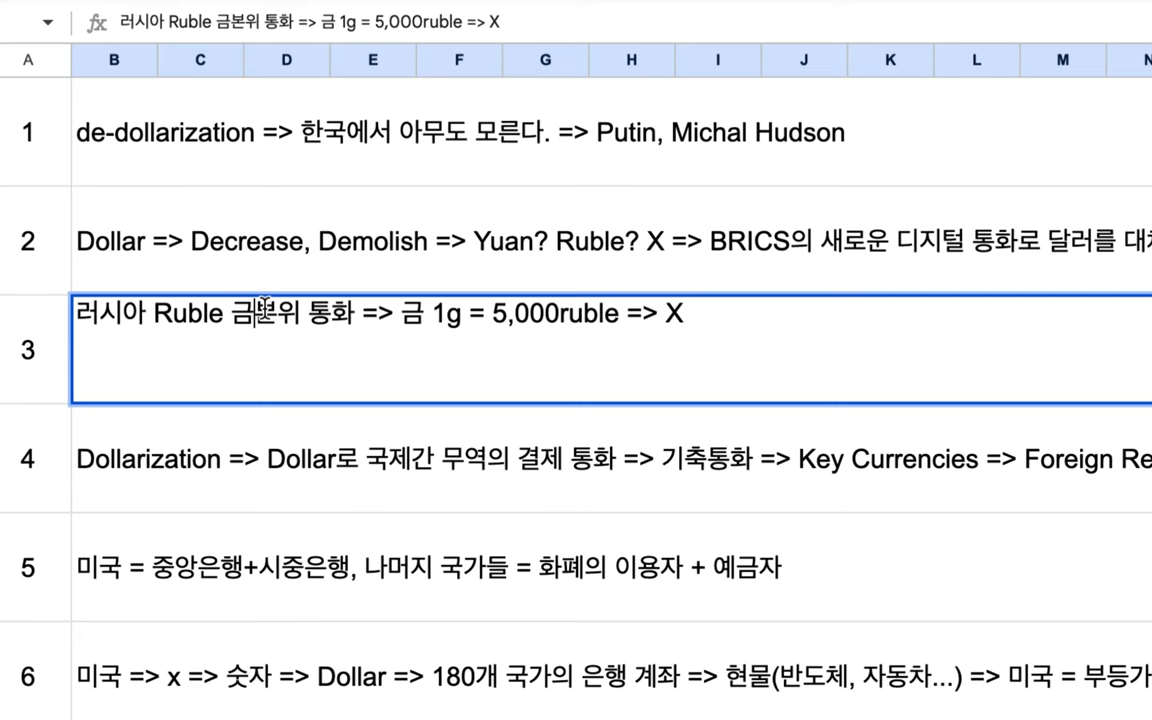 fx 러시아 Ruble 금본위 통화 => 금 1g = 5,000ruble => X
A B C D E F G H I J K L M N
1 de-dollarization => 한국에서 아무도 모른다. => Putin, Michal Hudson
2 Dollar => Decrease, Demolish => Yuan? Ruble? X => BRICS의 새로운 디지털 통화로 달러를
3 러시아 Ruble 금본위 통화 => 금 1g = 5,000ruble => X
4 Dollarization => Dollar로 국제간 무역의 결제 통화 => 기축통화 => Key Currencies => Foreign Re
5 미국 = 중앙은행+시중은행, 나머지 국가들 = 화폐의 이용자 + 예금자
6 미국 => x => 숫자 => Dollar => 180개 국가의 은행 계좌 => 현물(반도체, 자동차...) => 미국 = 부등가